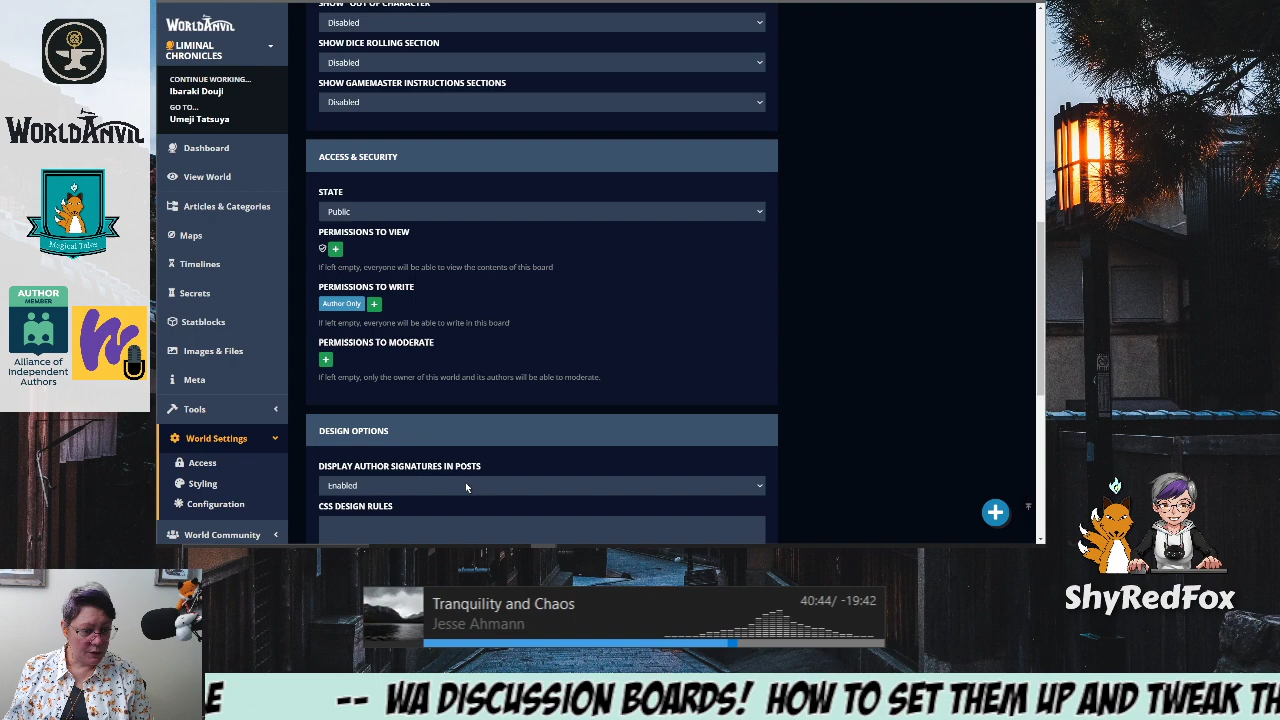 WORLDANVIL
LIMINAL
CHRONICLES
CONTINUE WORKING...
Ibaraki Douji
GO TO...
Umeji Tatsuya
Dashboard
View World
Articles & Categories
Maps
Timelines
Secrets
Statblocks
Images & Files
Meta
Tools
World Settings
Access
Styling
Configuration
World Community
SHOW "OUT OF CHARACTER"
Disabled
SHOW DICE ROLLING SECTION
Disabled
SHOW GAMEMASTER INSTRUCTIONS SECTIONS
Disabled
ACCESS & SECURITY
STATE
Public
PERMISSIONS TO VIEW
+
If left empty, everyone will be able to view the contents of this board
PERMISSIONS TO WRITE
Author Only +
If left empty, everyone will be able to write in this board
PERMISSIONS TO MODERATE
+
If left empty, only the owner of this world and its authors will be able to moderate.
DESIGN OPTIONS
DISPLAY AUTHOR SIGNATURES IN POSTS
Enabled
CSS DESIGN RULES
WORLDANVIL
Magical Tales
AUTHOR
MEMBER
Alliance of
Independent
Authors
ShyRedFox
Tranquility and Chaos
40:44/ -19:42
Jesse Ahmann
E -- WA DISCUSSION BOARDS! HOW TO SET THEM UP AND TWEAK TH